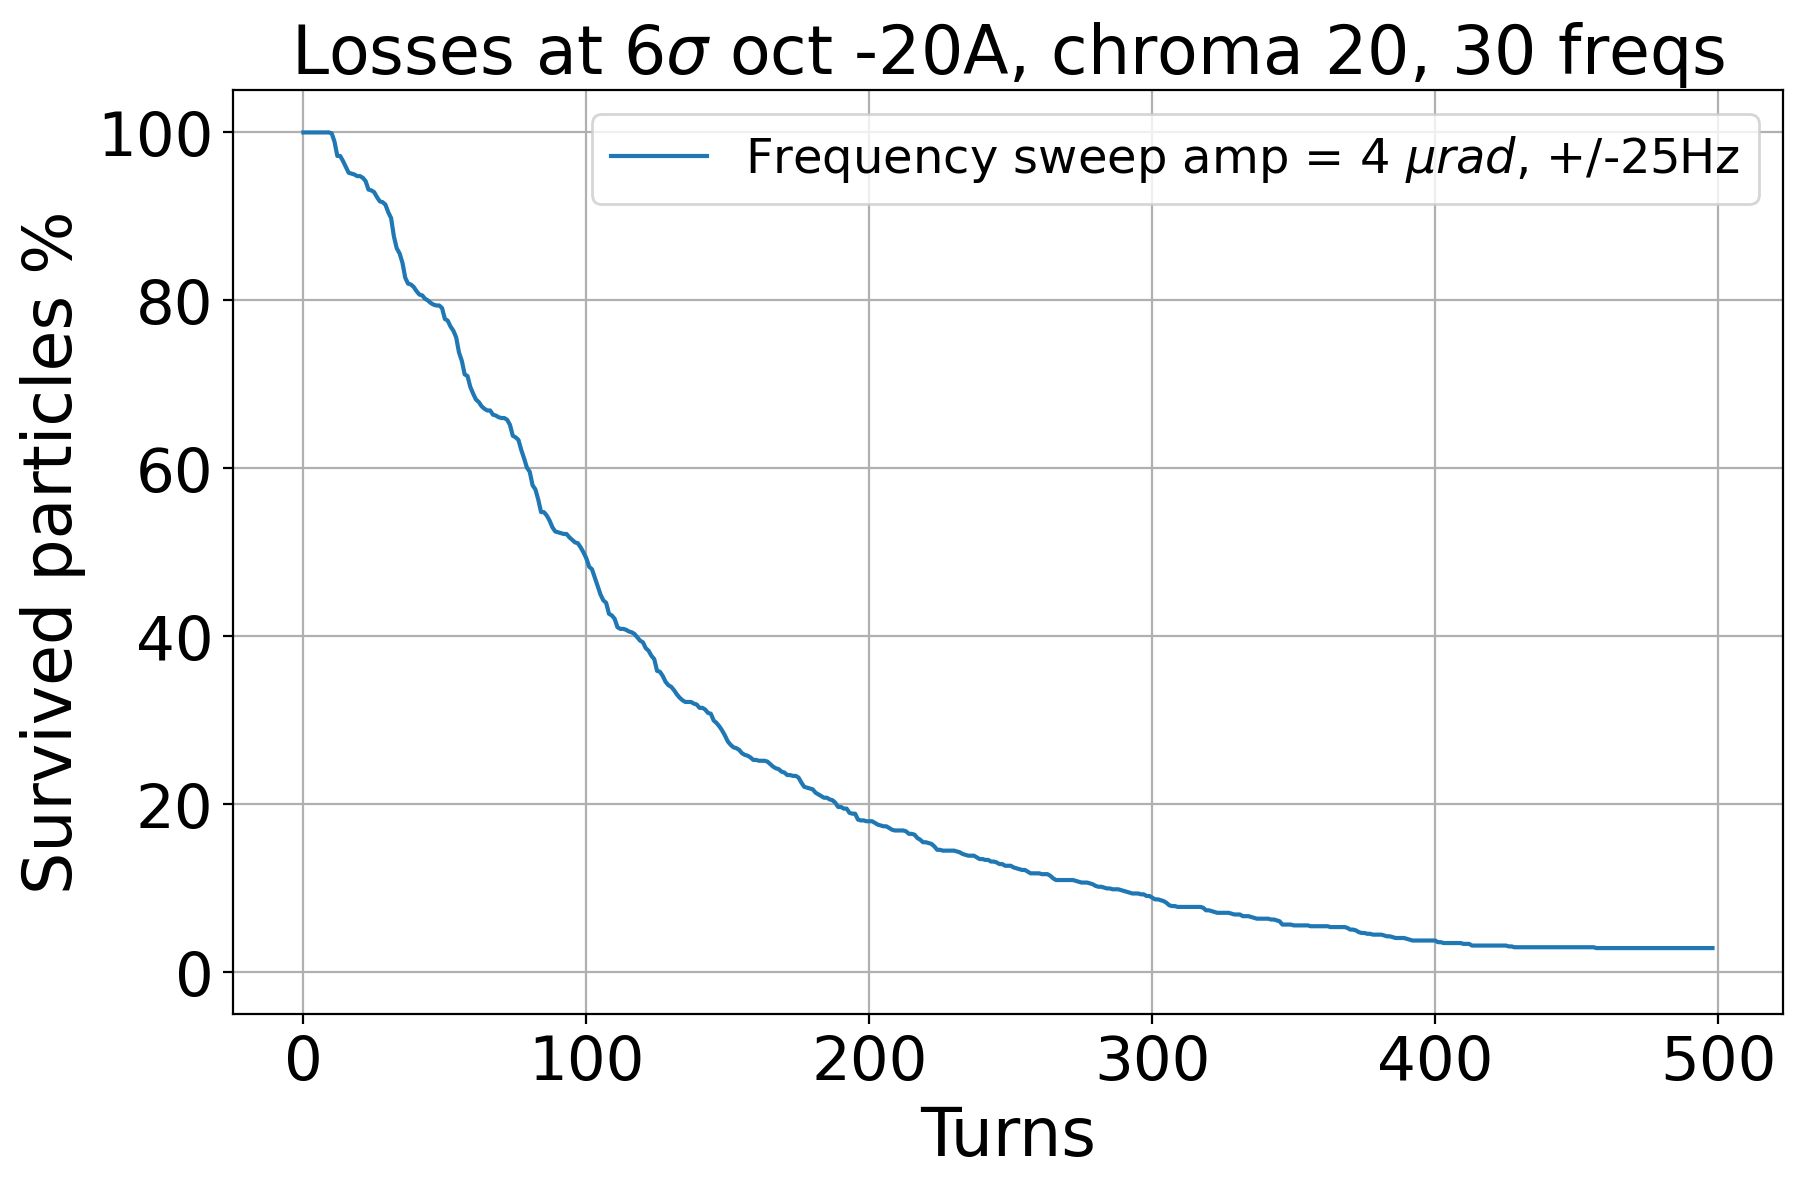 Losses at 6σ oct -20A, chroma 20, 30 freqs
Frequency sweep amp = 4 μrad, +/-25Hz
Survived particles %
100
80
60
40
20
0
0 100 200 300 400 500
Turns